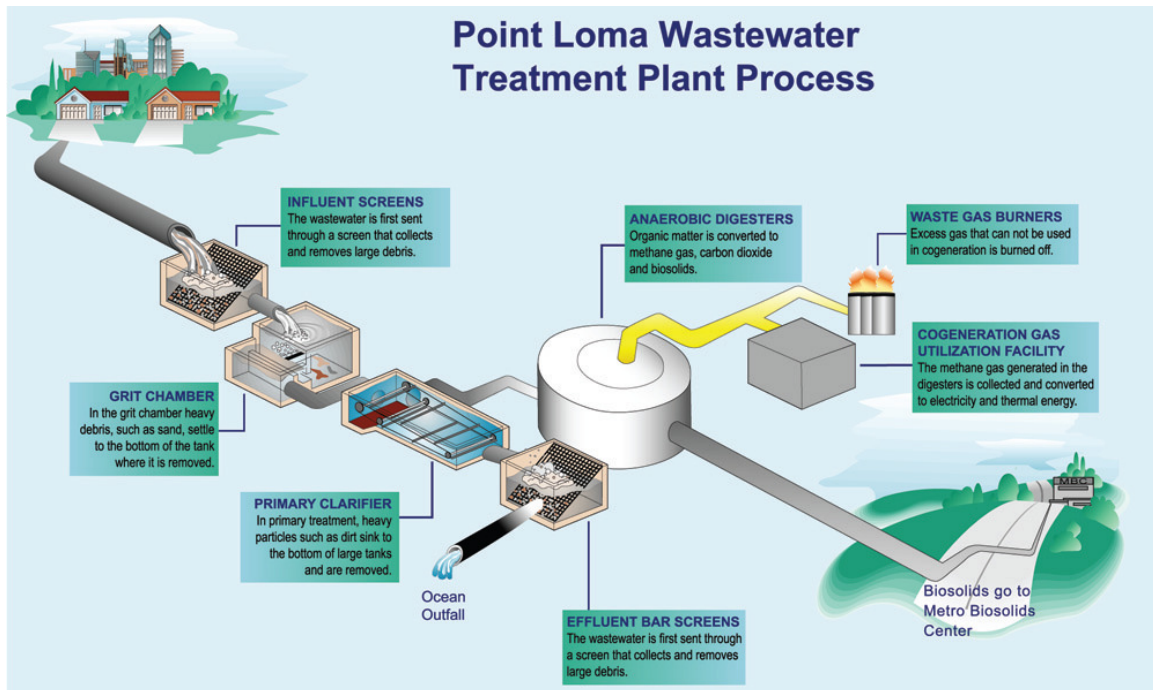 Point Loma Wastewater
Treatment Plant Process
INFLUENT SCREENS
The wastewater is first sent
through a screen that collects
and removes large debris.
ANAEROBIC DIGESTERS
Organic matter is converted to
methane gas, carbon dioxide
and biosolids.
WASTE GAS BURNERS
Excess gas that can not be used
in cogeneration is burned off.
COGENERATION GAS
UTILIZATION FACILITY
The methane gas generated in the
digesters is collected and converted
to electricity and thermal energy.
GRIT CHAMBER
In the grit chamber heavy
debris, such as sand, settle
to the bottom of the tank
where it is removed.
PRIMARY CLARIFIER
In primary treatment, heavy
particles such as dirt sink to
the bottom of large tanks
and are removed.
MBC
Ocean
Outfall
Biosolids go to
Metro Biosolids
Center
EFFLUENT BAR SCREENS
The wastewater is first sent through
a screen that collects and removes
large debris.